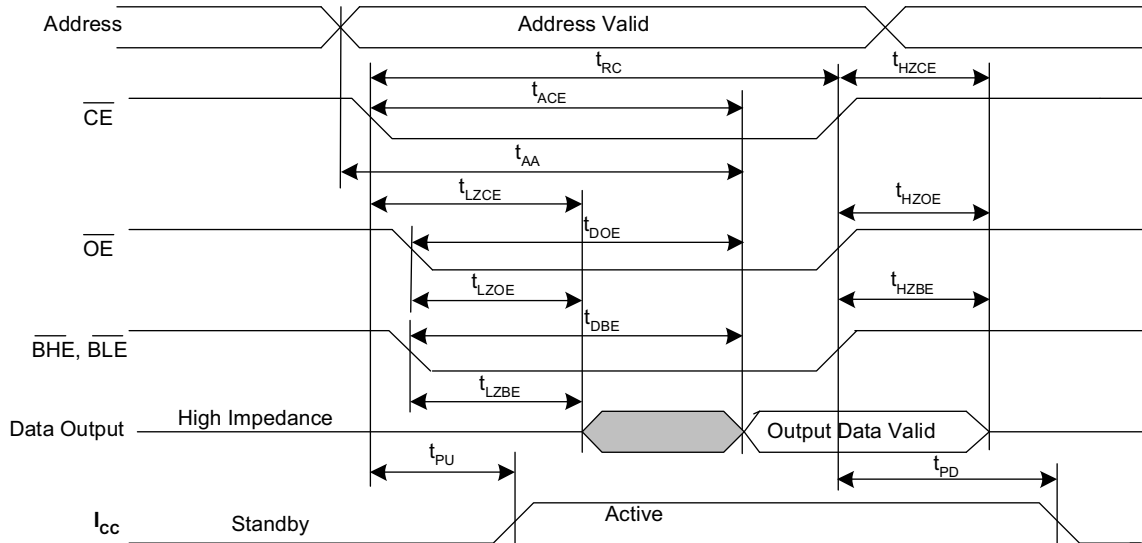 Address
Address Valid
tRC
tHZCE
tACE
CE
tAA
tLZCE
tHZOE
OE
tDOE
tLZOE
tHZBE
tDBE
BHE, BLE
tLZBE
High Impedance
Data Output
Output Data Valid
tPU
tPD
ICC
Standby
Active